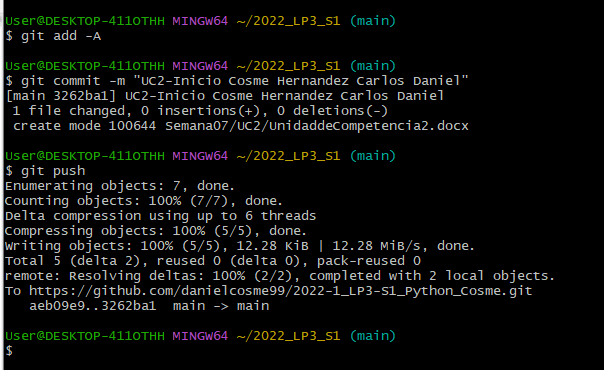 User@DESKTOP-411OTHH MINGW64 ~/2022_LP3_S1 (main)
$ git add -A
User@DESKTOP-411OTHH MINGW64 ~/2022_LP3_S1 (main)
$ git commit -m "UC2-Inicio Cosme Hernandez Carlos Daniel"
[main 3262ba1] UC2-Inicio Cosme Hernandez Carlos Daniel
 1 file changed, 0 insertions(+), 0 deletions(-)
 create mode 100644 Semana07/UC2/UnidaddeCompetencia2.docx
User@DESKTOP-411OTHH MINGW64 ~/2022_LP3_S1 (main)
$ git push
Enumerating objects: 7, done.
Counting objects: 100% (7/7), done.
Delta compression using up to 6 threads
Compressing objects: 100% (5/5), done.
Writing objects: 100% (5/5), 12.28 KiB | 12.28 MiB/s, done.
Total 5 (delta 2), reused 0 (delta 0), pack-reused 0
remote: Resolving deltas: 100% (2/2), completed with 2 local objects.
To https://github.com/danielcosme99/2022-1_LP3-S1_Python_Cosme.git
   aeb09e9..3262ba1  main -> main
User@DESKTOP-411OTHH MINGW64 ~/2022_LP3_S1 (main)
$